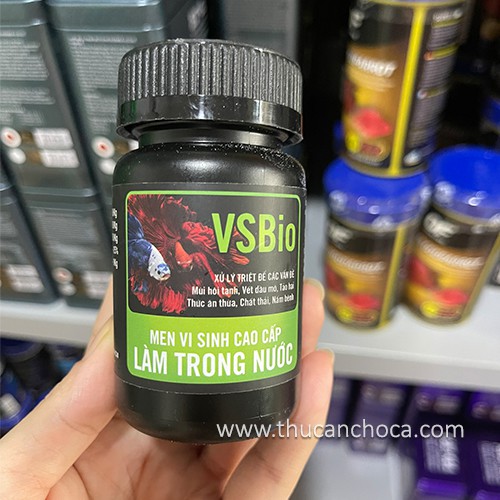 VSBio
XỬ LÝ TRIỆT ĐỂ CÁC VẤN ĐỀ
Mùi hôi tanh, Vết dầu mỡ, Tảo hại
Thức ăn thừa, Chất thải, Nấm bệnh
MEN VI SINH CAO CẤP
LÀM TRONG NƯỚC
www.thucanchoca.com